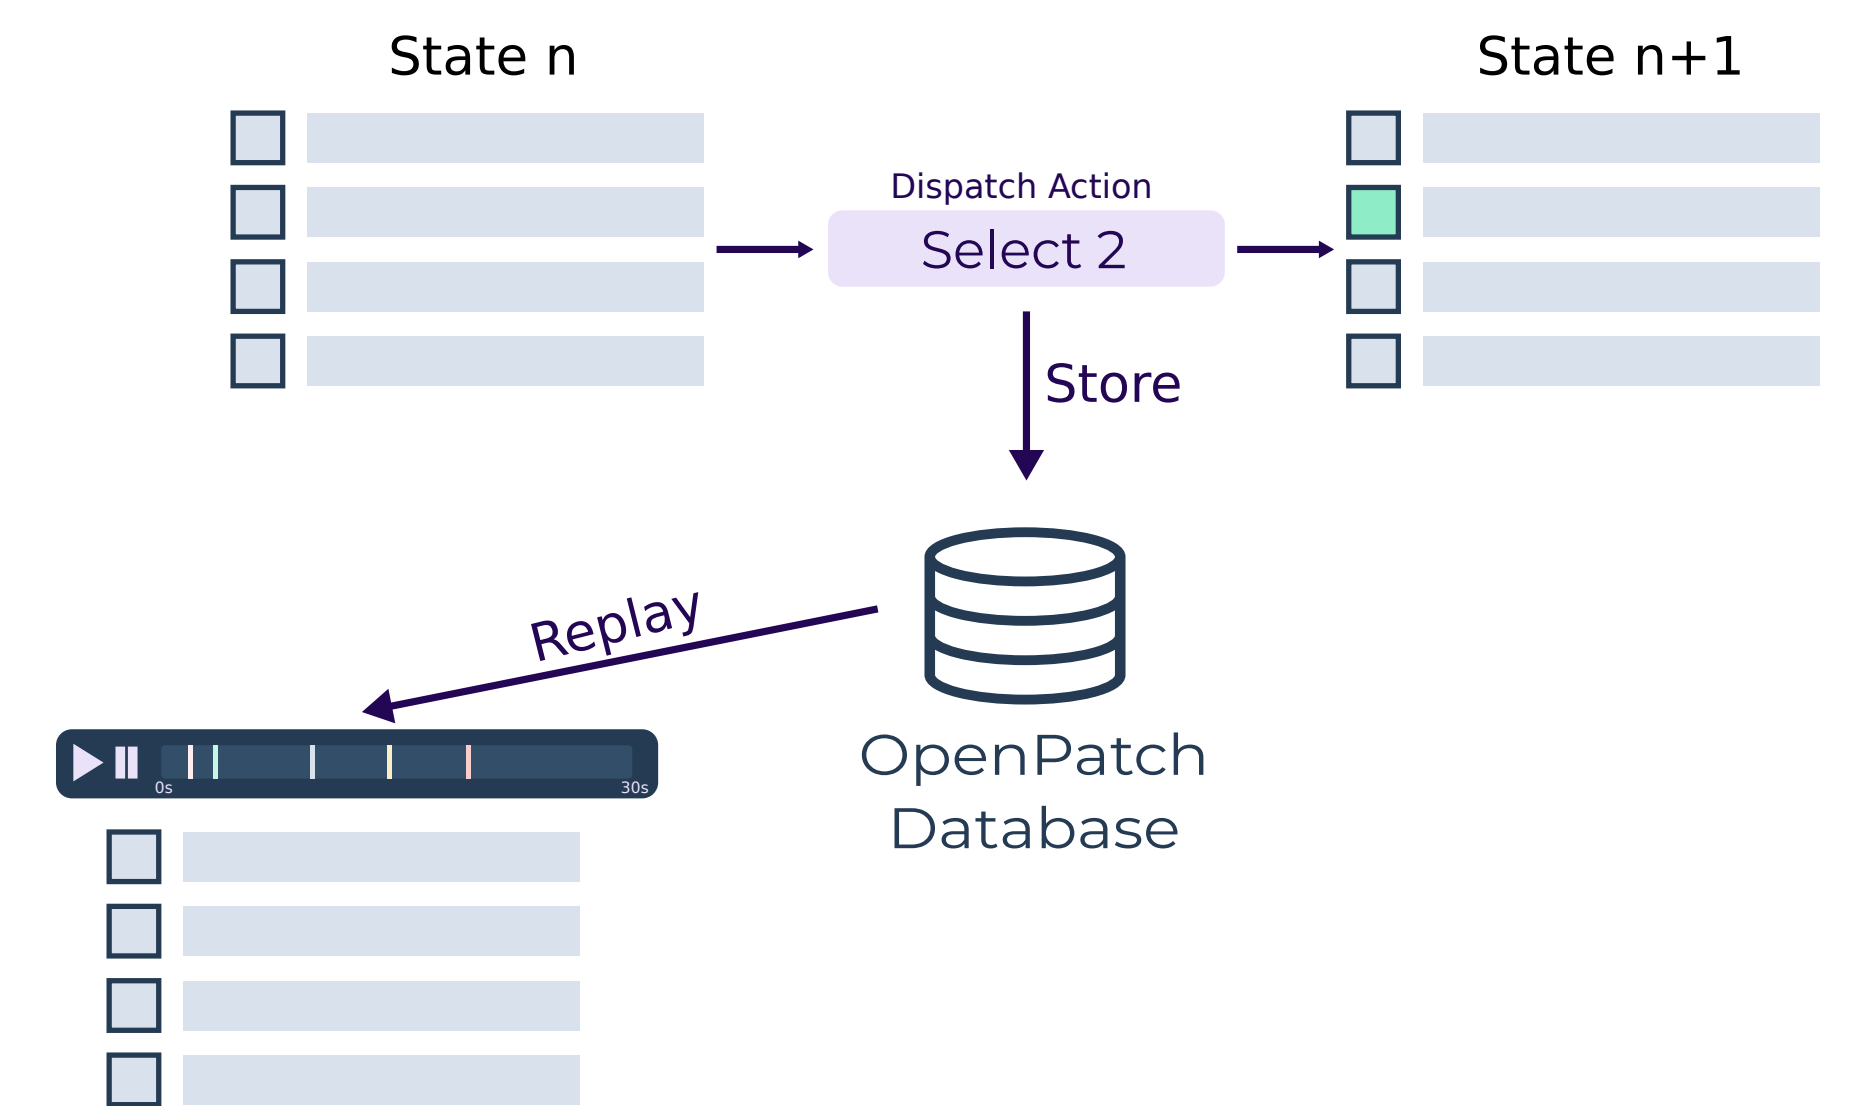 State n
State n+1
Dispatch Action
Select 2
Store
Replay
0s
30s
OpenPatch
Database